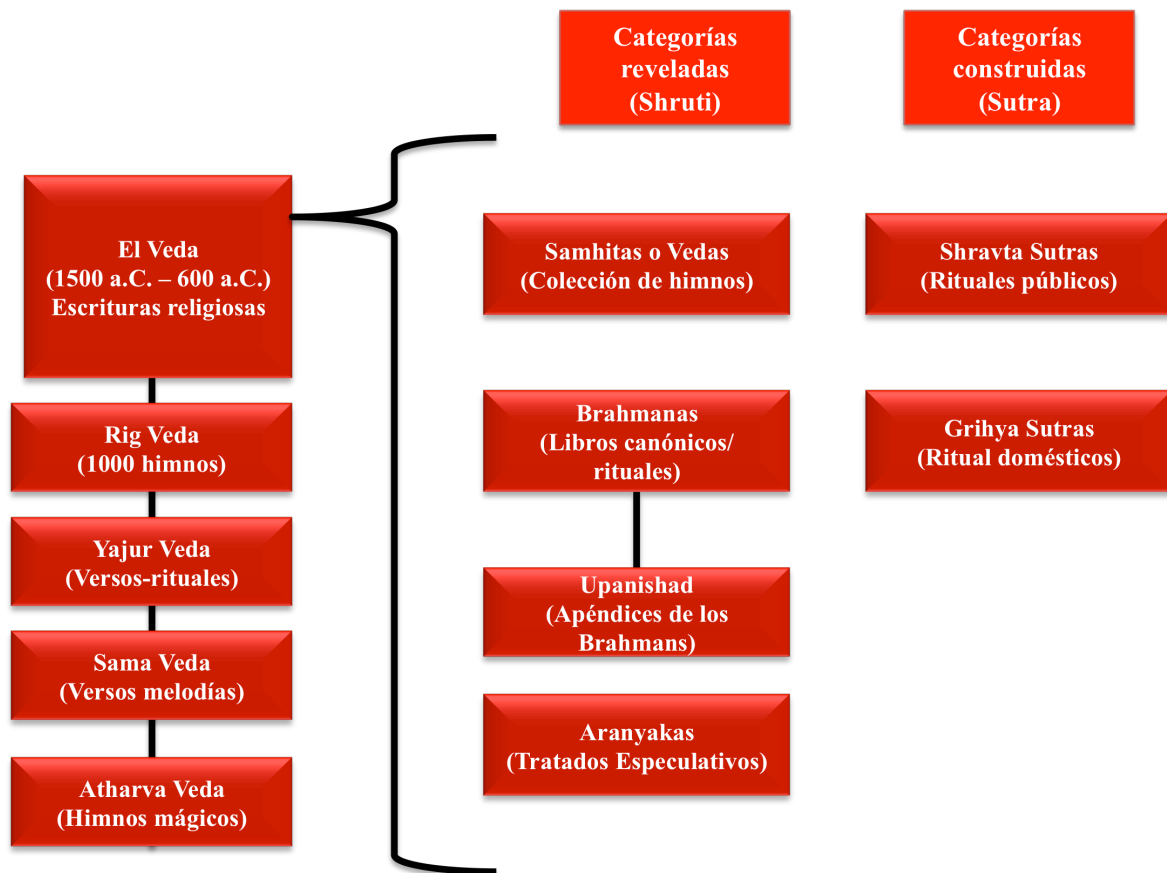 Categorías
reveladas
(Shruti)
Categorías
construidas
(Sutra)
El Veda
(1500 a.C. – 600 a.C.)
Escrituras religiosas
Rig Veda
(1000 himnos)
Yajur Veda
(Versos-rituales)
Sama Veda
(Versos melodías)
Atharva Veda
(Himnos mágicos)
Samhitas o Vedas
(Colección de himnos)
Brahmanas
(Libros canónicos/
rituales)
Upanishad
(Apéndices de los
Brahmans)
Aranyakas
(Tratados Especulativos)
Shravta Sutras
(Rituales públicos)
Grihya Sutras
(Ritual domésticos)